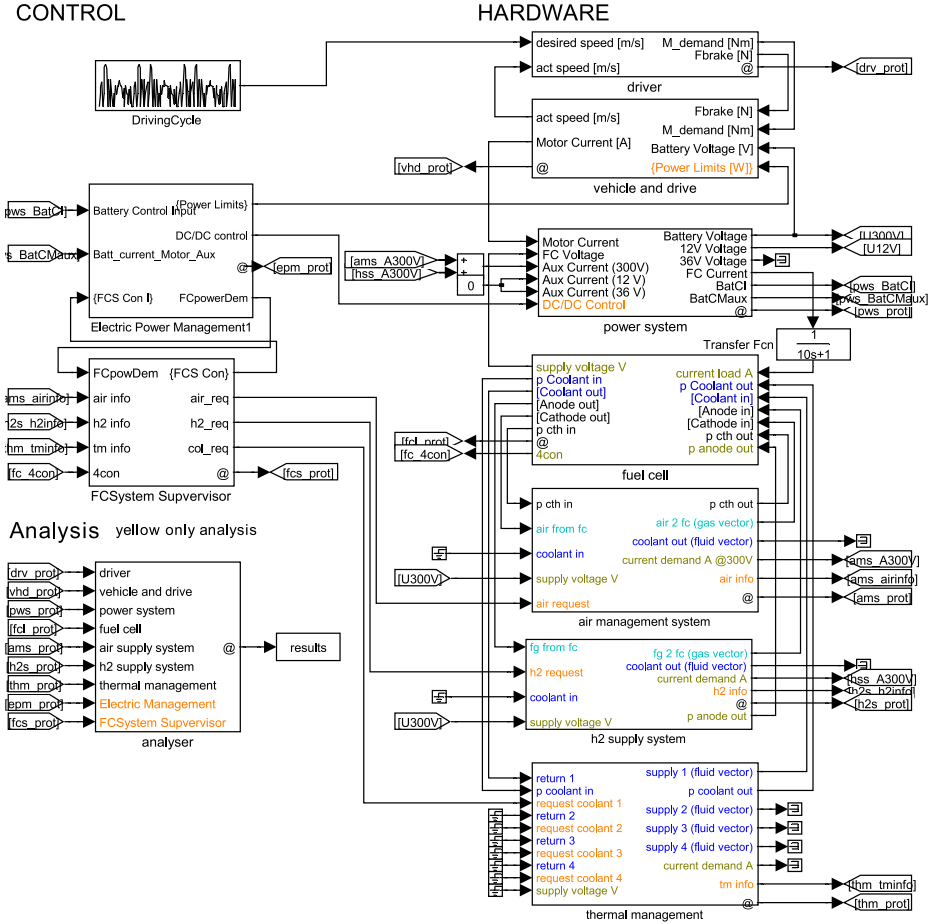 CONTROL
HARDWARE
DrivingCycle
desired speed [m/s]
act speed [m/s]
M_demand [Nm]
Fbrake [N]
@
driver
[drv_prot]
act speed [m/s]
Motor Current [A]
@
Fbrake [N]
M_demand [Nm]
Battery Voltage [V]
{Power Limits [W]}
vehicle and drive
[vhd_prot]
pws_BatCI]
s_BatCMaux
Battery Control Input
Batt_current_Motor_Aux
{FCS Con I}
{Power Limits}
DC/DC control
@
FCpowerDem
Electric Power Management1
[epm_prot]
[ams_A300V]
[hss_A300V]
+
+
0
Motor Current
FC Voltage
Aux Current (300V)
Aux Current (12 V)
Aux Current (36 V)
DC/DC Control
Battery Voltage
12V Voltage
36V Voltage
FC Current
BatCI
BatCMaux
@
power system
[U300V]
[U12V]
[pws_BatCI]
[pws_BatCMaux]
[pws_prot]
Transfer Fcn
1
10s+1
ms_airinfo]
2s_h2info]
hm_tminfo]
[fc_4con]
FCpowDem
air info
h2 info
tm info
4con
{FCS Con}
air_req
h2_req
col_req
@
FCSystem Supvervisor
[fcs_prot]
supply voltage V
p Coolant in
[Coolant out]
[Anode out]
[Cathode out]
p cth in
@
4con
current load A
p Coolant out
[Coolant in]
[Anode in]
[Cathode in]
p cth out
p anode out
fuel cell
[fcl_prot]
[fc_4con]
p cth in
air from fc
coolant in
supply voltage V
air request
p cth out
air 2 fc (gas vector)
coolant out (fluid vector)
current demand A @300V
air info
@
air management system
[U300V]
[ams_A300V]
[ams_airinfo]
[ams_prot]
Analysis yellow only analysis
[drv_prot]
[vhd_prot]
[pws_prot]
[fcl_prot]
[ams_prot]
[h2s_prot]
[thm_prot]
[epm_prot]
[fcs_prot]
driver
vehicle and drive
power system
fuel cell
air supply system
h2 supply system
thermal management
Electric Management
FCSystem Supvervisor
@
analyser
results
fg from fc
h2 request
coolant in
supply voltage V
fg 2 fc (gas vector)
coolant out (fluid vector)
current demand A
h2 info
@
p anode out
h2 supply system
[U300V]
[hss_A300V]
[h2s_h2info]
[h2s_prot]
return 1
p coolant in
request coolant 1
return 2
request coolant 2
return 3
request coolant 3
return 4
request coolant 4
supply voltage V
supply 1 (fluid vector)
p coolant out
supply 2 (fluid vector)
supply 3 (fluid vector)
supply 4 (fluid vector)
current demand A
tm info
@
thermal management
[thm_tminfo]
[thm_prot]